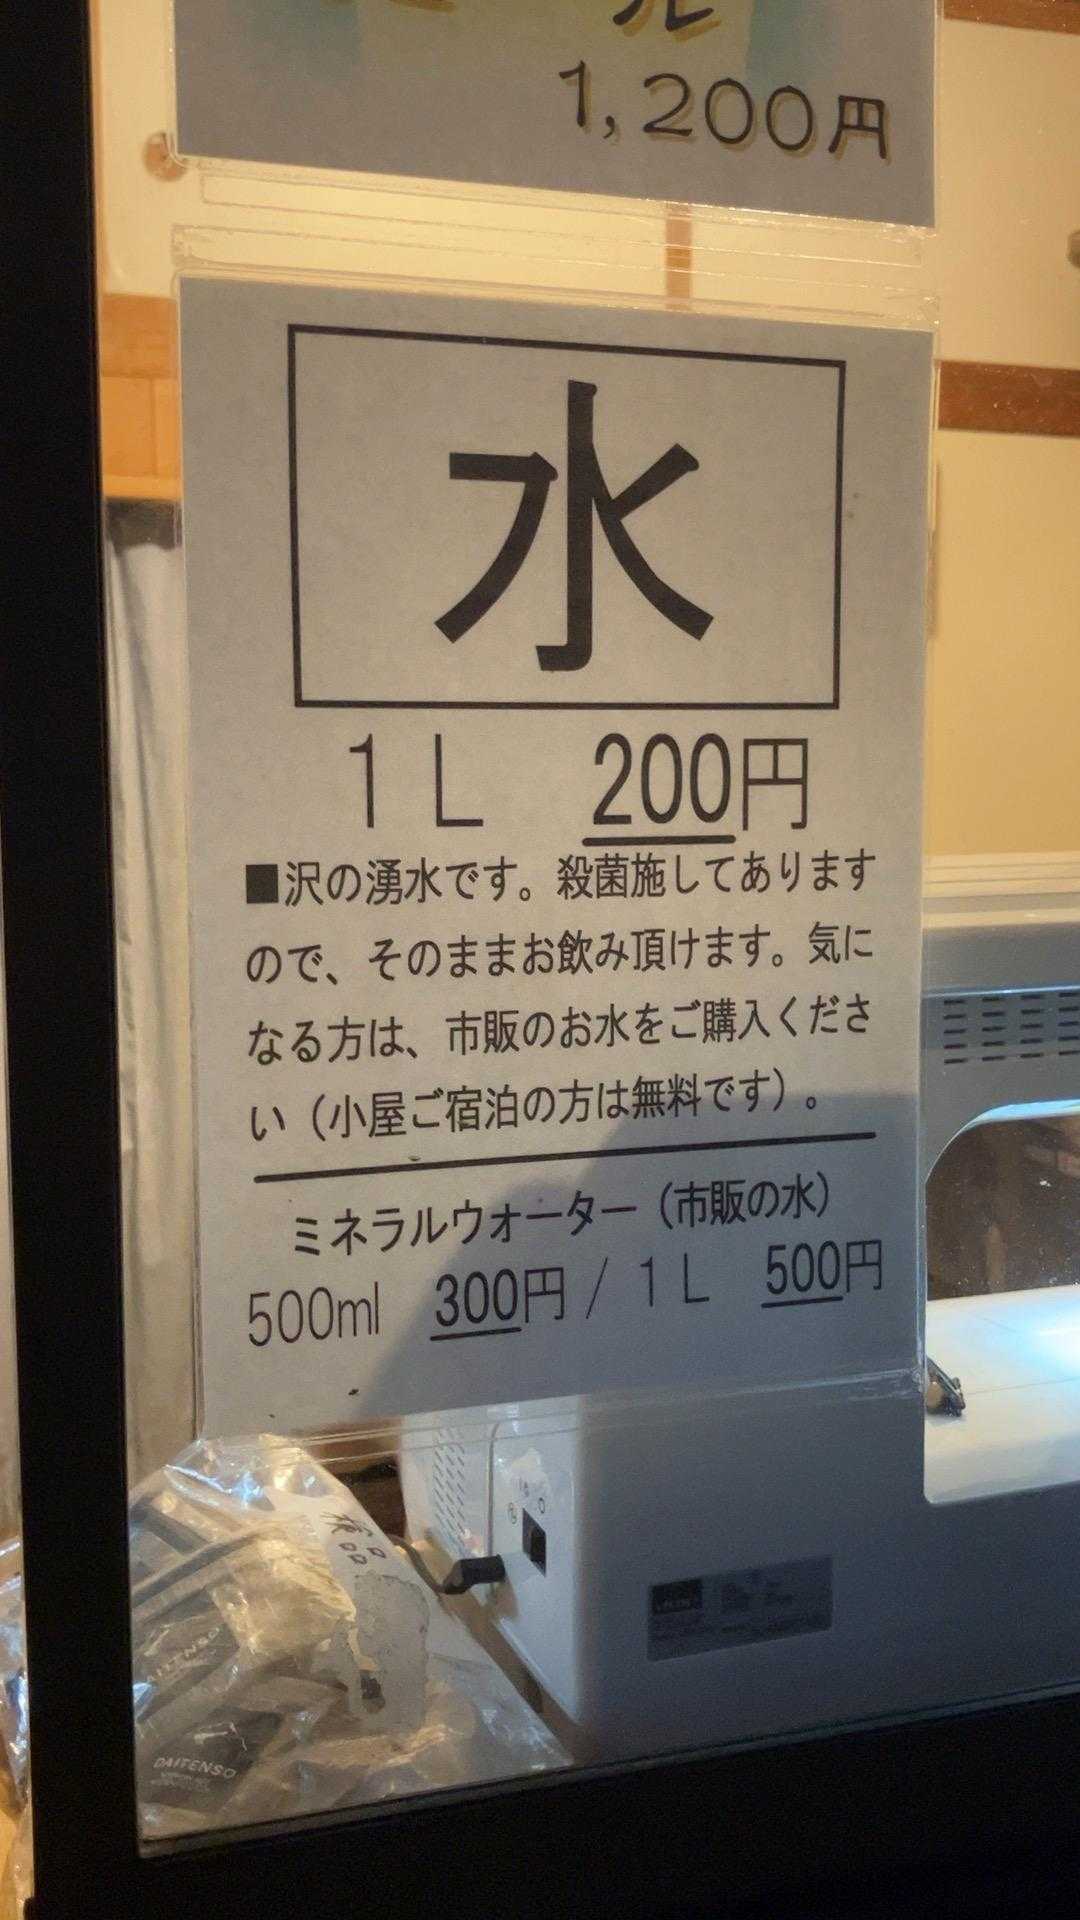 ル
1,200円
水
1L 200円
■沢の湧水です。殺菌施してあります
ので、そのままお飲み頂けます。気に
なる方は、市販のお水をご購入くださ
い（小屋ご宿泊の方は無料です）。
ミネラルウォーター（市販の水）
500ml 300円 / 1L 500円
検品
DAITENSO
DAITENSO